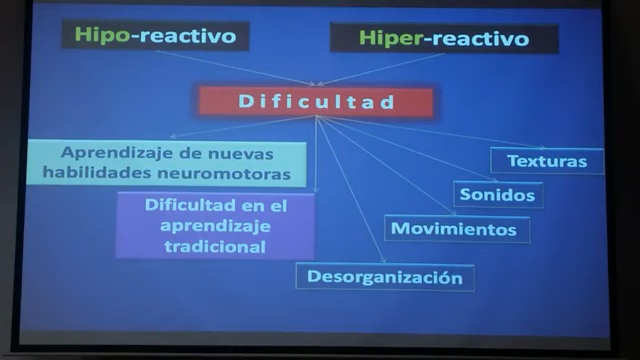 Hipo-reactivo
Hiper-reactivo
Dificultad
Aprendizaje de nuevas
habilidades neuromotoras
Texturas
Sonidos
Dificultad en el
aprendizaje
tradicional
Movimientos
Desorganización